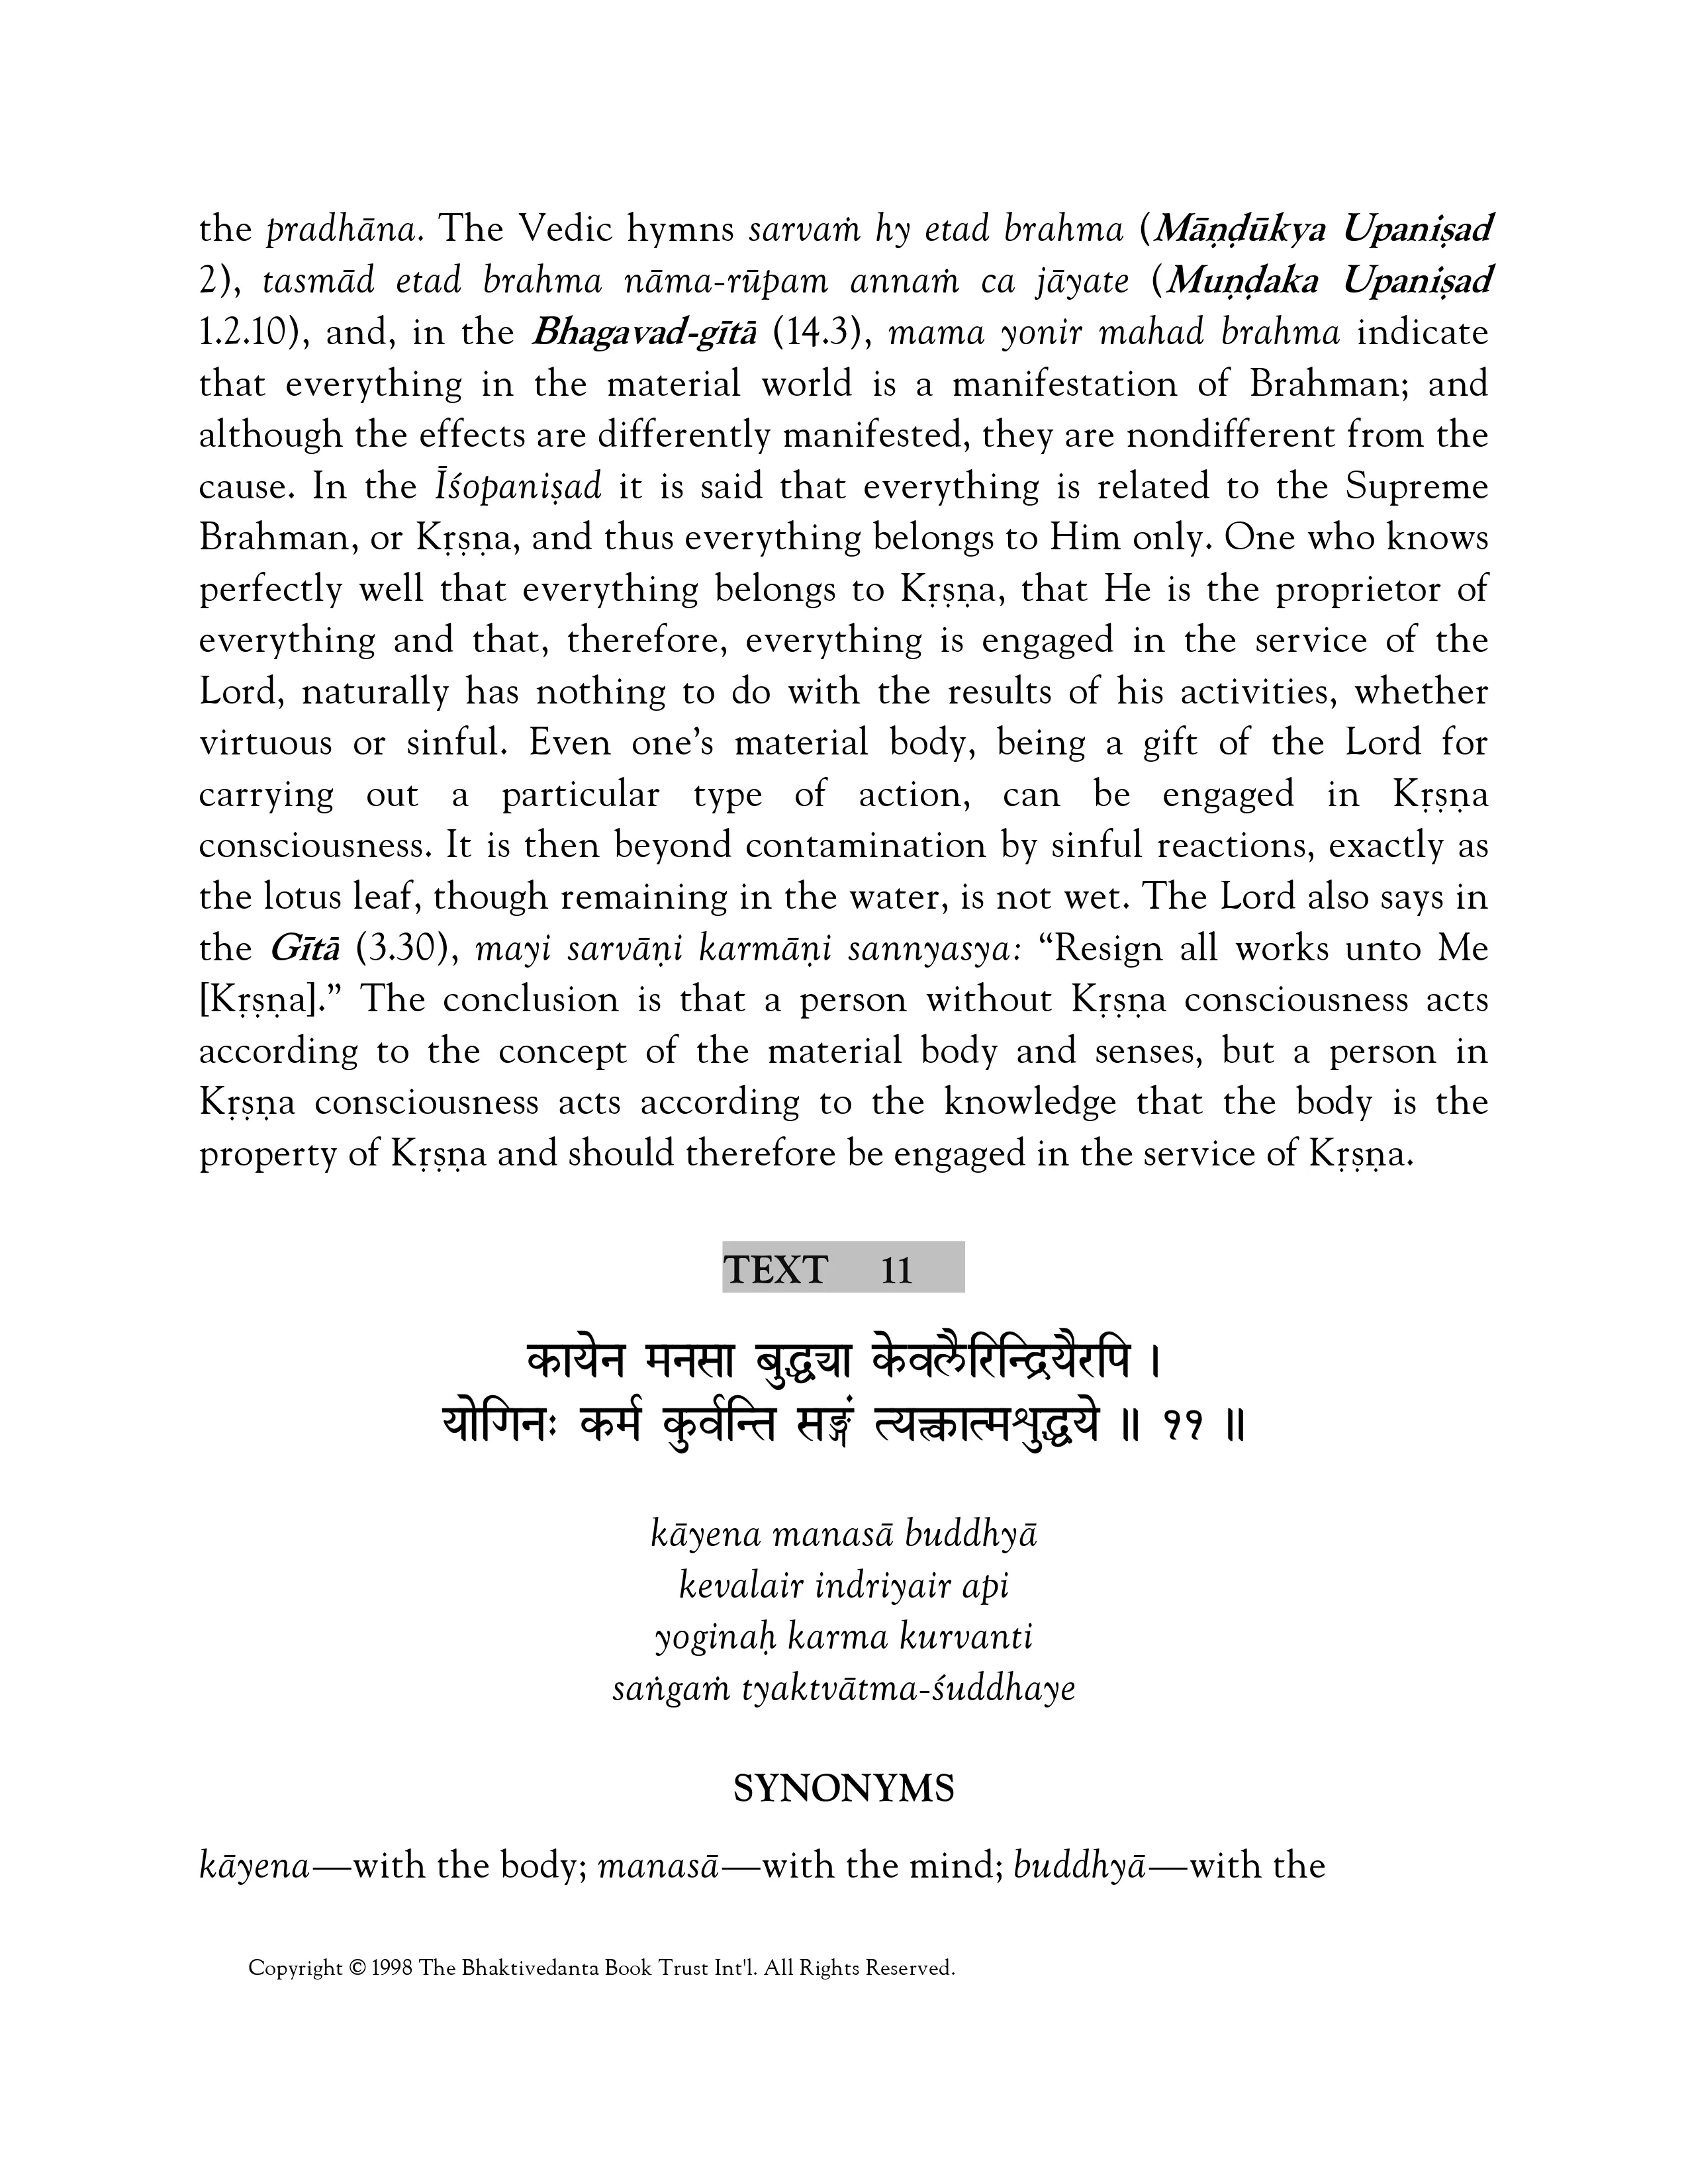 the pradhāna. The Vedic hymns sarvaṁ hy etad brahma (Māṇḍūkya Upaniṣad
2), tasmād etad brahma nāma-rūpam annaṁ ca jāyate (Muṇḍaka Upaniṣad
1.2.10), and, in the Bhagavad-gītā (14.3), mama yonir mahad brahma indicate
that everything in the material world is a manifestation of Brahman; and
although the effects are differently manifested, they are nondifferent from the
cause. In the Īśopaniṣad it is said that everything is related to the Supreme
Brahman, or Kṛṣṇa, and thus everything belongs to Him only. One who knows
perfectly well that everything belongs to Kṛṣṇa, that He is the proprietor of
everything and that, therefore, everything is engaged in the service of the
Lord, naturally has nothing to do with the results of his activities, whether
virtuous or sinful. Even one’s material body, being a gift of the Lord for
carrying out a particular type of action, can be engaged in Kṛṣṇa
consciousness. It is then beyond contamination by sinful reactions, exactly as
the lotus leaf, though remaining in the water, is not wet. The Lord also says in
the Gītā (3.30), mayi sarvāṇi karmāṇi sannyasya: “Resign all works unto Me
[Kṛṣṇa].” The conclusion is that a person without Kṛṣṇa consciousness acts
according to the concept of the material body and senses, but a person in
Kṛṣṇa consciousness acts according to the knowledge that the body is the
property of Kṛṣṇa and should therefore be engaged in the service of Kṛṣṇa.
TEXT 11
कायेन मनसा बुद्ध्या केवलैरिन्द्रियैरपि ।
योगिनः कर्म कुर्वन्ति सङ्गं त्यक्त्वात्मशुद्धये ॥ ११ ॥
kāyena manasā buddhyā
kevalair indriyair api
yoginaḥ karma kurvanti
saṅgaṁ tyaktvātma-śuddhaye
SYNONYMS
kāyena—with the body; manasā—with the mind; buddhyā—with the
Copyright © 1998 The Bhaktivedanta Book Trust Int'l. All Rights Reserved.